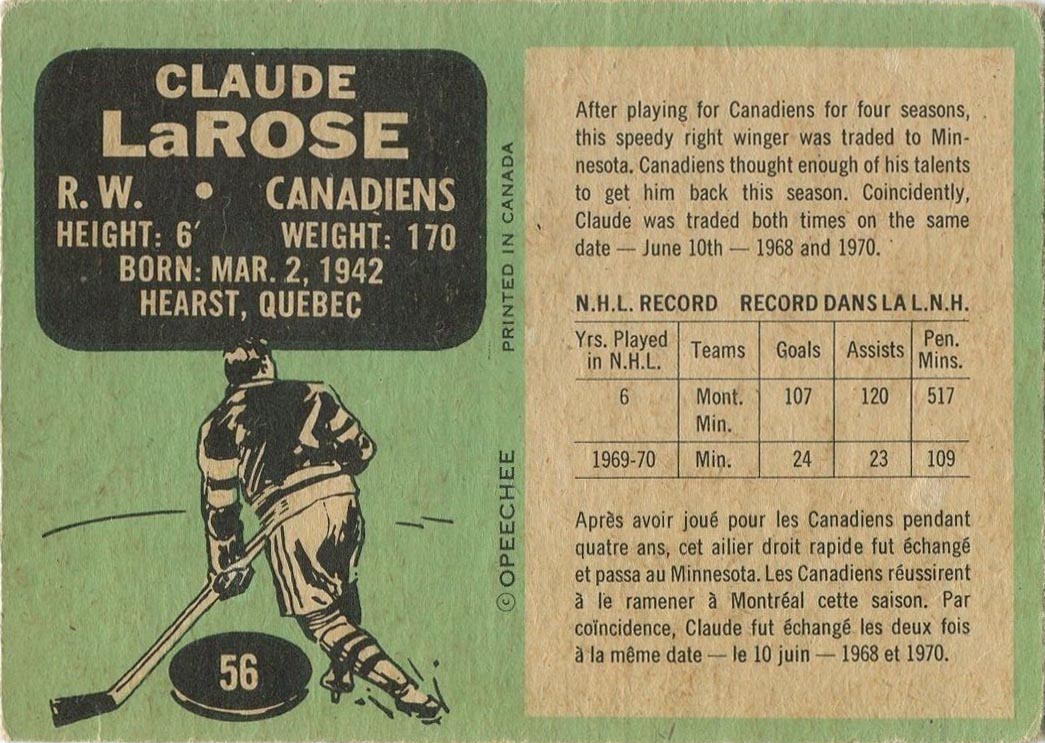 CLAUDE
LaROSE
R.W. • CANADIENS
HEIGHT: 6′ WEIGHT: 170
BORN: MAR. 2, 1942
HEARST, QUEBEC
56
PRINTED IN CANADA
© OPEECHEE
After playing for Canadiens for four seasons,
this speedy right winger was traded to Min-
nesota. Canadiens thought enough of his talents
to get him back this season. Coincidently,
Claude was traded both times on the same
date — June 10th — 1968 and 1970.
N.H.L. RECORD RECORD DANS LA L.N.H.
Yrs. Played in N.H.L. Teams Goals Assists Pen. Mins.
6 Mont. Min. 107 120 517
1969-70 Min. 24 23 109
Après avoir joué pour les Canadiens pendant
quatre ans, cet ailier droit rapide fut échangé
et passa au Minnesota. Les Canadiens réussirent
à le ramener à Montréal cette saison. Par
coïncidence, Claude fut échangé les deux fois
à la même date — le 10 juin — 1968 et 1970.